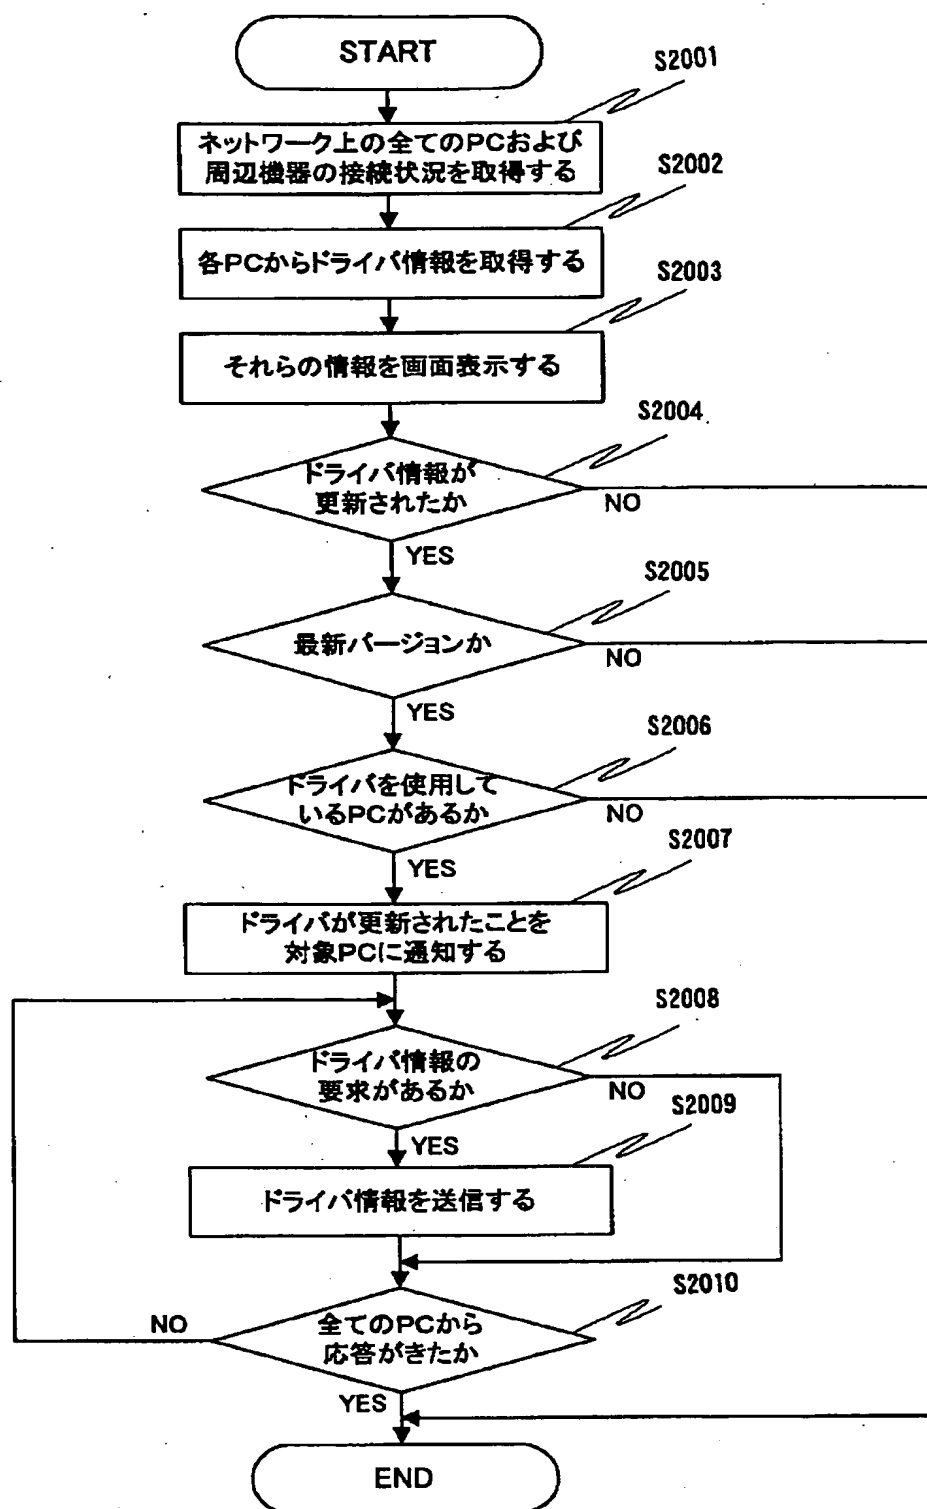 START
S2001
ネットワーク上の全てのPCおよび
周辺機器の接続状況を取得する
S2002
各PCからドライバ情報を取得する
S2003
それらの情報を画面表示する
S2004
ドライバ情報が
更新されたか
NO
YES
S2005
最新バージョンか
NO
YES
S2006
ドライバを使用して
いるPCがあるか
NO
YES
S2007
ドライバが更新されたことを
対象PCに通知する
S2008
ドライバ情報の
要求があるか
NO
YES
S2009
ドライバ情報を送信する
S2010
全てのPCから
応答がきたか
NO
YES
END